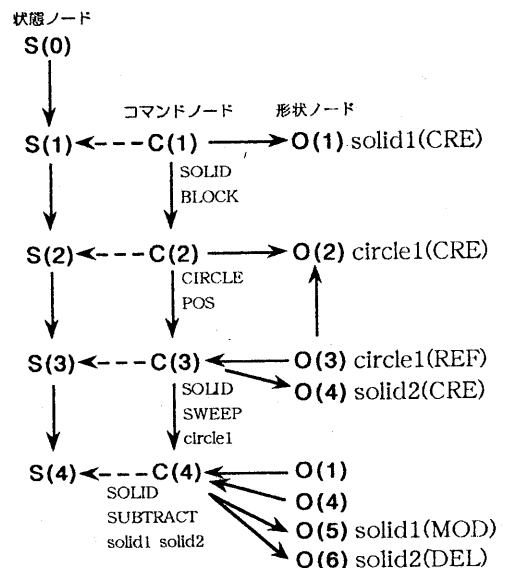 状態ノード
S(0)
コマンドノード 形状ノード
S(1) C(1) O(1) solid1(CRE)
SOLID
BLOCK
S(2) C(2) O(2) circle1(CRE)
CIRCLE
POS
S(3) C(3) O(3) circle1(REF)
SOLID O(4) solid2(CRE)
SWEEP
circle1
S(4) C(4) O(1)
SOLID O(4)
SUBTRACT O(5) solid1(MOD)
solid1 solid2 O(6) solid2(DEL)